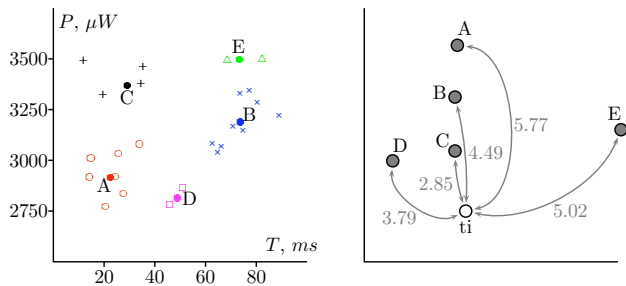 P, μW
3500
3250
3000
2750
20 40 60 80
T, ms
E
C
B
A
D
A
B
C
D
E
5.77
4.49
2.85
3.79
5.02
ti